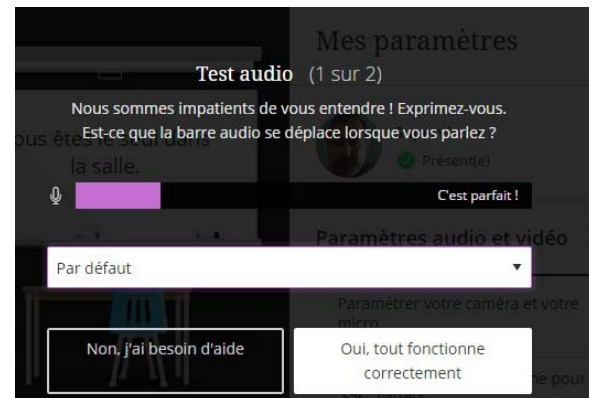 Mes paramètres
Test audio (1 sur 2)
Nous sommes impatients de vous entendre ! Exprimez-vous.
Est-ce que la barre audio se déplace lorsque vous parlez ?
ous êtes le seul dans
la salle.
Présent(e)
C'est parfait !
Paramètres audio et vidéo
Par défaut
Paramétrer votre caméra et votre
micro
Non, j'ai besoin d'aide
Oui, tout fonctionne
correctement
ne pour